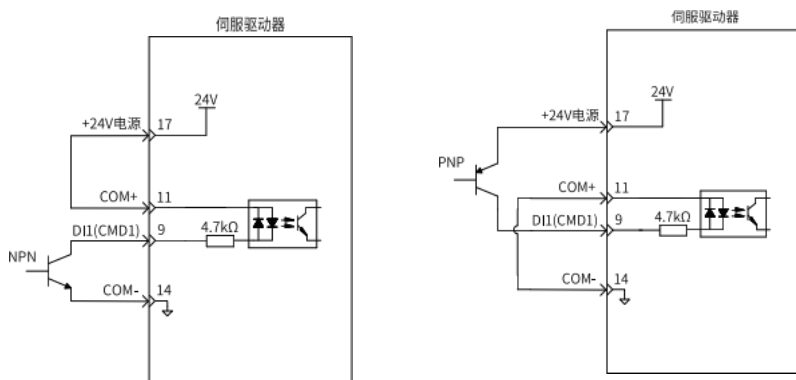 伺服驱动器
24V
+24V电源
17
COM+
11
DI1(CMD1)
9
4.7kΩ
NPN
COM-
14
伺服驱动器
24V
+24V电源
17
PNP
COM+
11
DI1(CMD1)
9
4.7kΩ
COM-
14